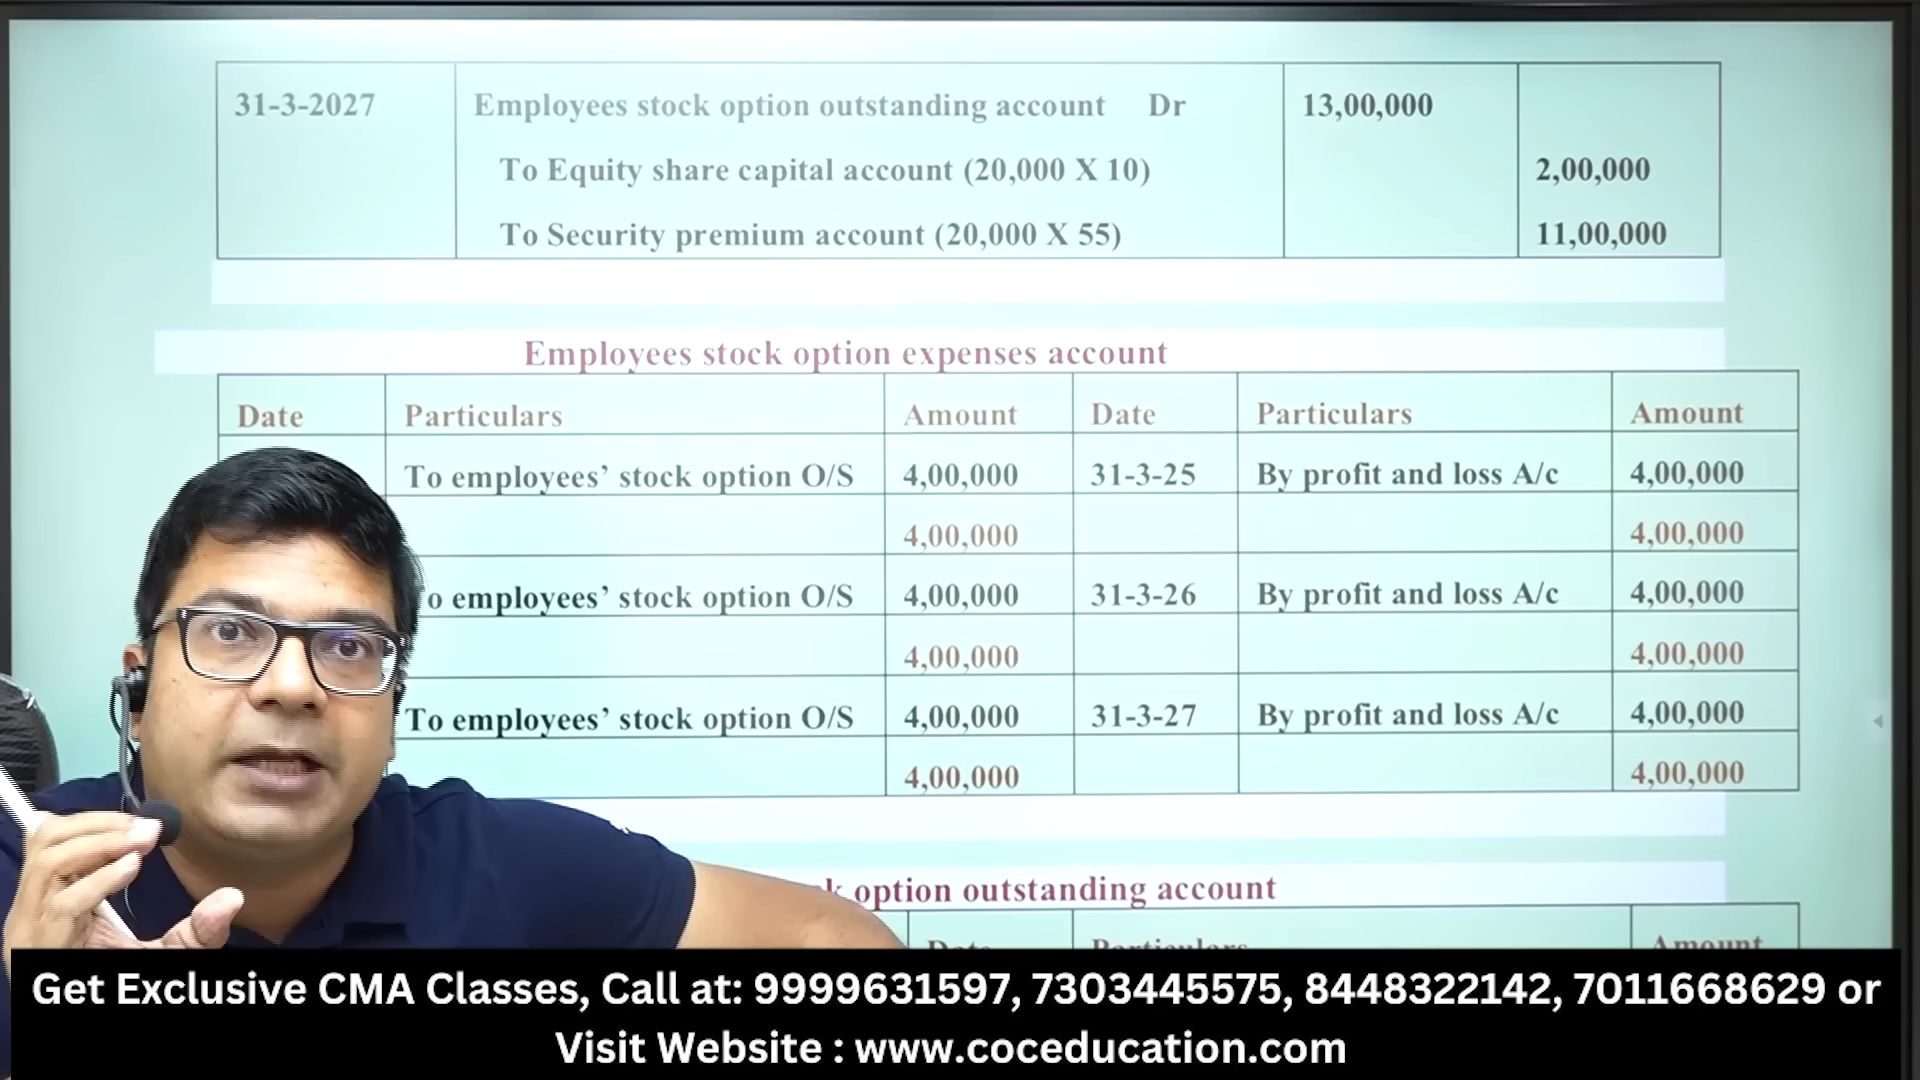 31-3-2027 Employees stock option outstanding account Dr 13,00,000
To Equity share capital account (20,000 X 10) 2,00,000
To Security premium account (20,000 X 55) 11,00,000
Employees stock option expenses account
Date Particulars Amount Date Particulars Amount
To employees’ stock option O/S 4,00,000 31-3-25 By profit and loss A/c 4,00,000
4,00,000 4,00,000
o employees’ stock option O/S 4,00,000 31-3-26 By profit and loss A/c 4,00,000
4,00,000 4,00,000
To employees’ stock option O/S 4,00,000 31-3-27 By profit and loss A/c 4,00,000
4,00,000 4,00,000
option outstanding account
Date Particulars Amount
Get Exclusive CMA Classes, Call at: 9999631597, 7303445575, 8448322142, 7011668629 or
Visit Website : www.coceducation.com